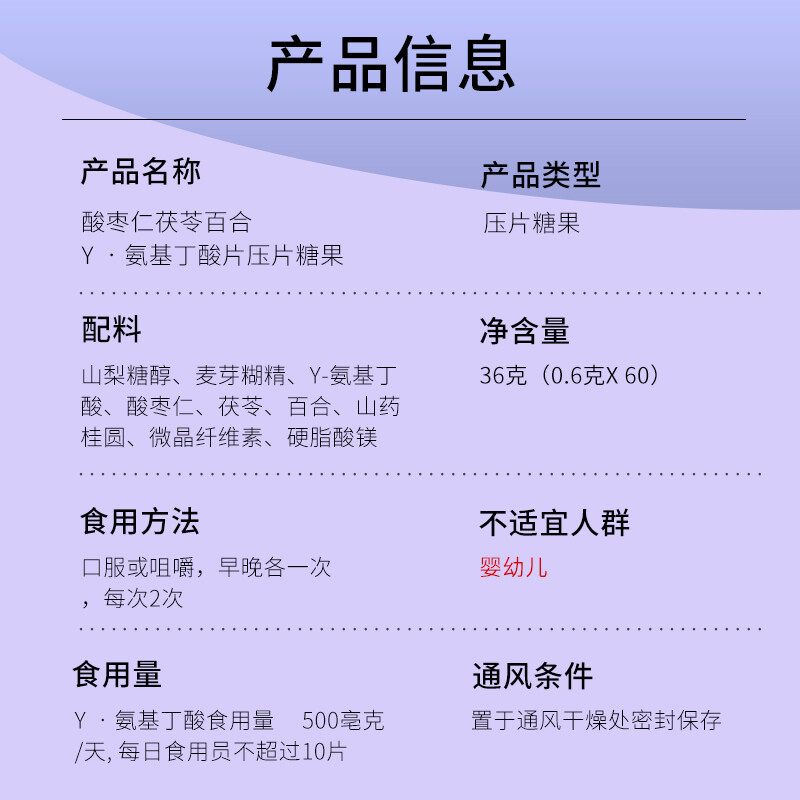 产品信息
产品名称
酸枣仁茯苓百合
Y · 氨基丁酸片压片糖果
产品类型
压片糖果
配料
山梨糖醇、麦芽糊精、Y-氨基丁
酸、酸枣仁、茯苓、百合、山药
桂圆、微晶纤维素、硬脂酸镁
净含量
36克（0.6克X 60）
食用方法
口服或咀嚼，早晚各一次
，每次2次
不适宜人群
婴幼儿
食用量
Y · 氨基丁酸食用量 500亳克
/天, 每日食用员不超过10片
通风条件
置于通风干燥处密封保存